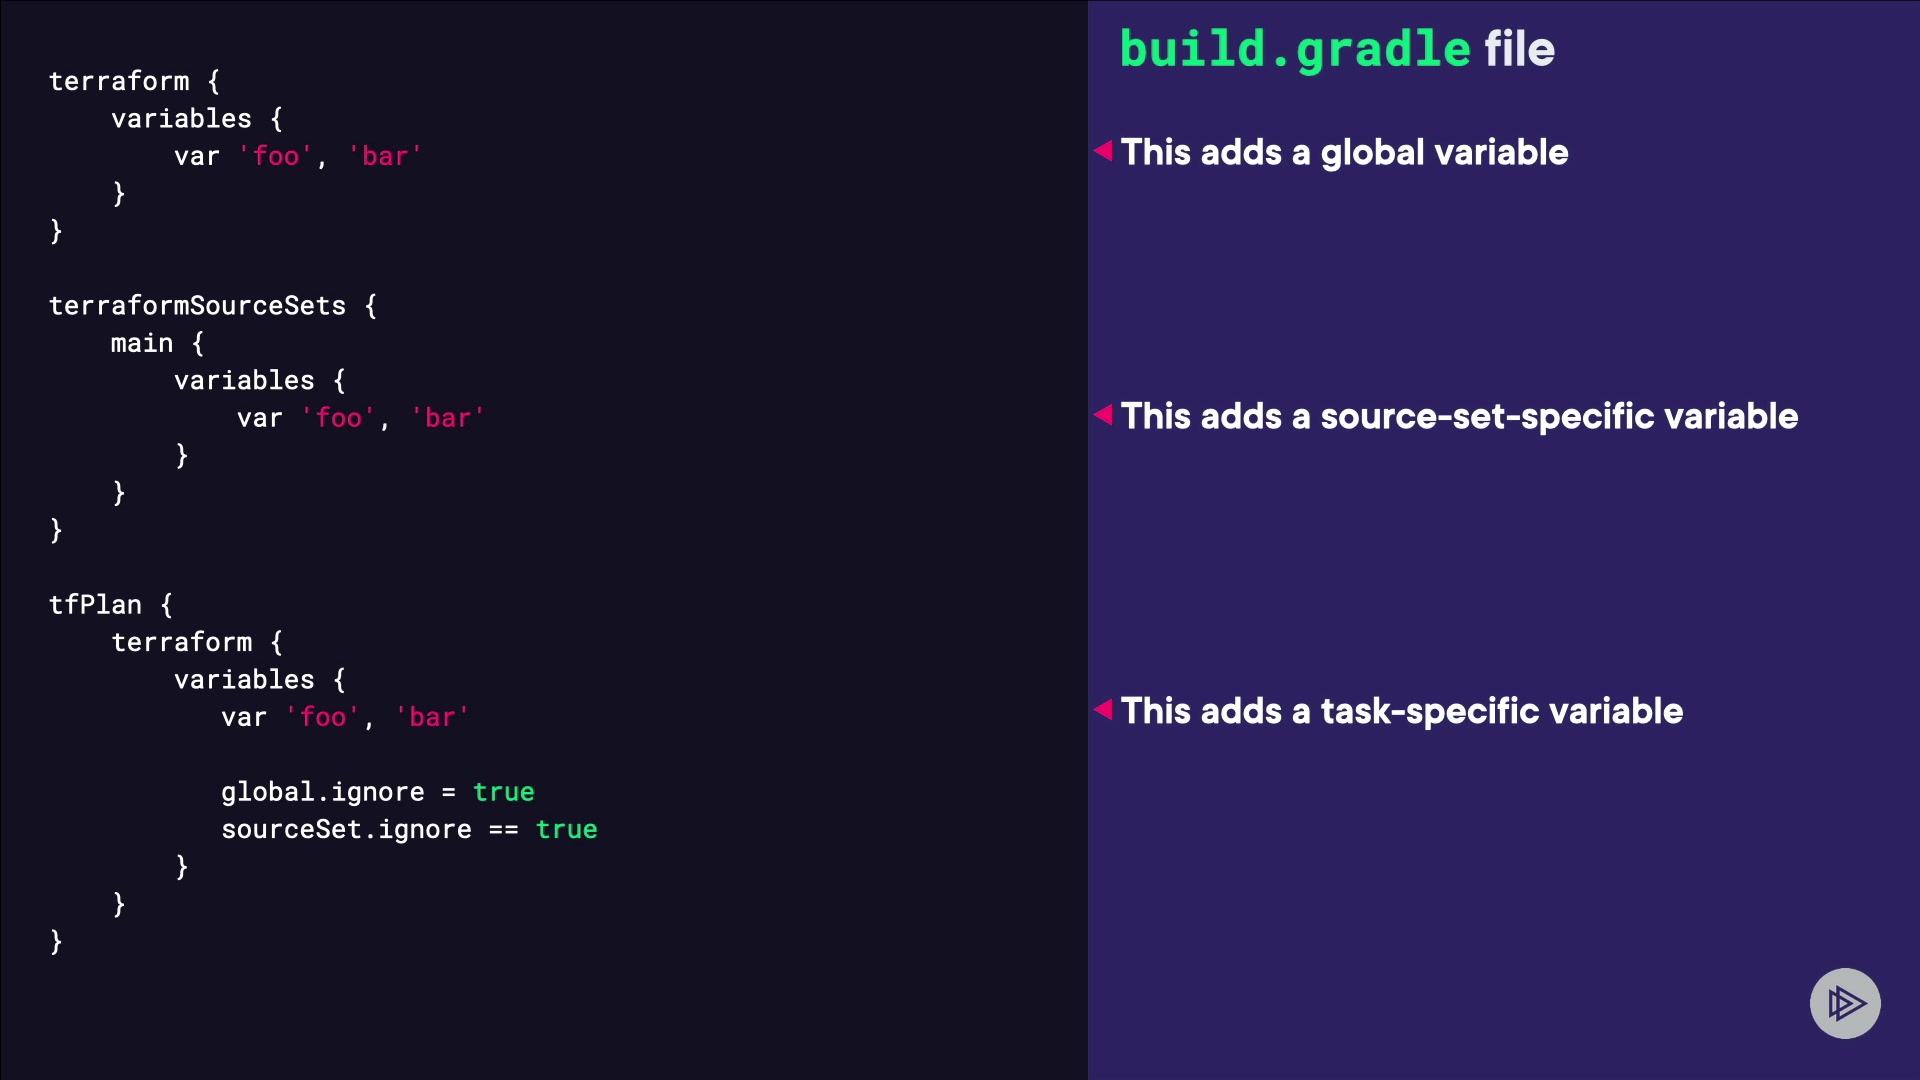 build.gradle file
terraform {
    variables {
        var 'foo', 'bar'
    }
}
This adds a global variable
terraformSourceSets {
    main {
        variables {
            var 'foo', 'bar'
        }
    }
}
This adds a source-set-specific variable
tfPlan {
    terraform {
        variables {
           var 'foo', 'bar'
           global.ignore = true
           sourceSet.ignore == true
        }
    }
}
This adds a task-specific variable